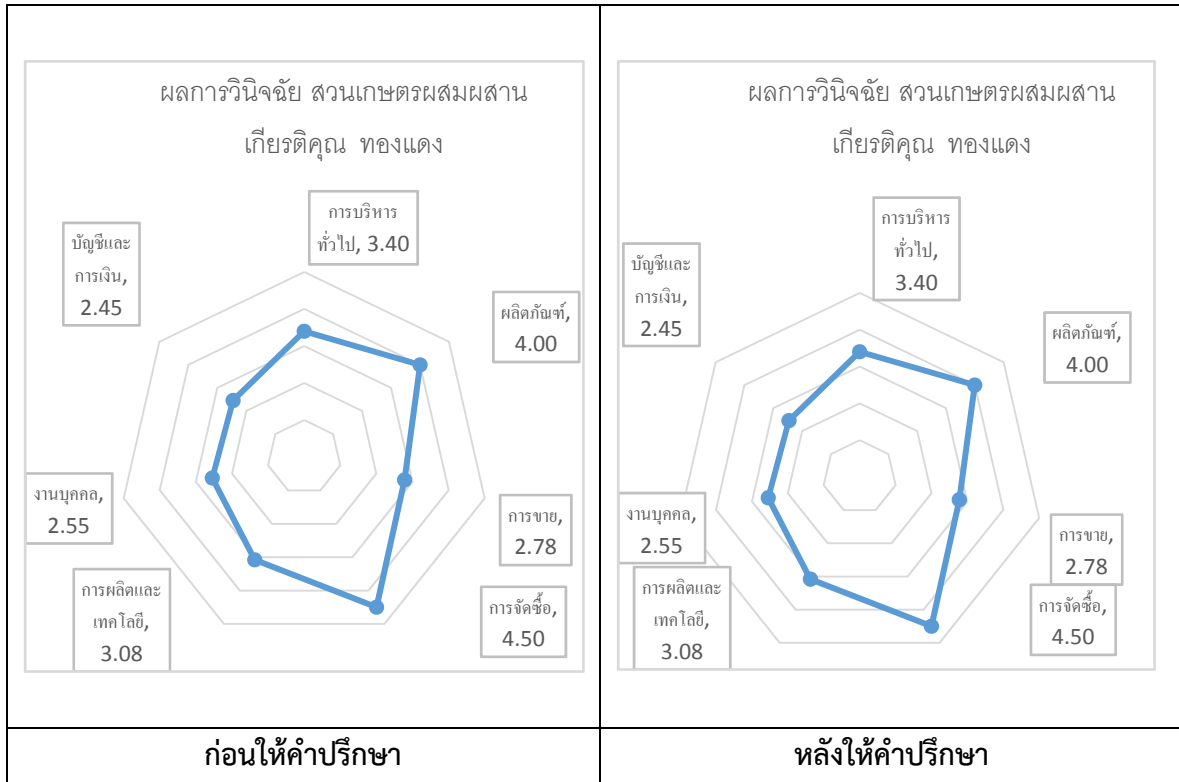 ผลการวินิจฉัย สวนเกษตรผสมผสาน
เกียรติคุณ ทองแดง
การบริหาร
ทั่วไป, 3.40
ผลิตภัณฑ์,
4.00
การขาย,
2.78
การจัดซื้อ,
4.50
การผลิตและ
เทคโลยี,
3.08
งานบุคคล,
2.55
บัญชีและ
การเงิน,
2.45
ก่อนให้คำปรึกษา
ผลการวินิจฉัย สวนเกษตรผสมผสาน
เกียรติคุณ ทองแดง
การบริหาร
ทั่วไป,
3.40
ผลิตภัณฑ์,
4.00
การขาย,
2.78
การจัดซื้อ,
4.50
การผลิตและ
เทคโลยี,
3.08
งานบุคคล,
2.55
บัญชีและ
การเงิน,
2.45
หลังให้คำปรึกษา